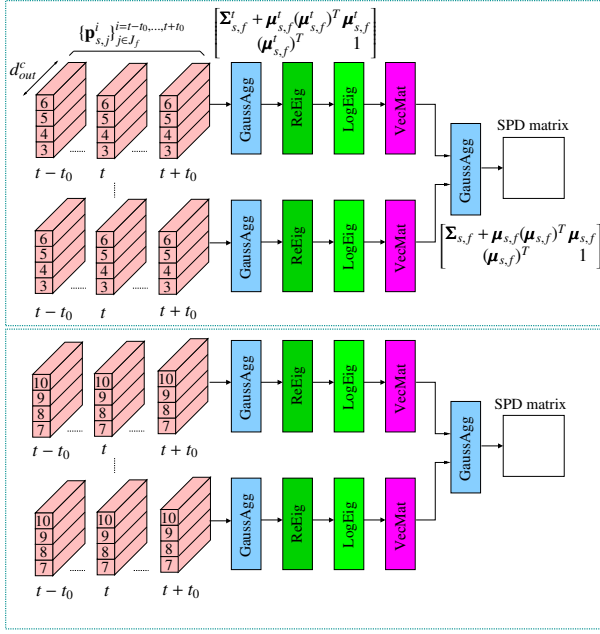 {p^i_{s,j}}^{i=t−t_0,...,t+t_0}_{j∈J_f}
[Σ^t_{s,f} + μ^t_{s,f}(μ^t_{s,f})^T μ^t_{s,f}
(μ^t_{s,f})^T 1]
d^c_{out}
6 6 6
5 5 5
4 4 4
3 3 3
...... ......
t − t_0 t t + t_0
GaussAgg
ReEig
LogEig
VecMat
GaussAgg
SPD matrix
6 6 6
5 5 5
4 4 4
3 3 3
...... ......
t − t_0 t t + t_0
GaussAgg
ReEig
LogEig
VecMat
[Σ_{s,f} + μ_{s,f}(μ_{s,f})^T μ_{s,f}
(μ_{s,f})^T 1]
10 10 10
9 9 9
8 8 8
7 7 7
...... ......
t − t_0 t t + t_0
GaussAgg
ReEig
LogEig
VecMat
GaussAgg
SPD matrix
10 10 10
9 9 9
8 8 8
7 7 7
...... ......
t − t_0 t t + t_0
GaussAgg
ReEig
LogEig
VecMat